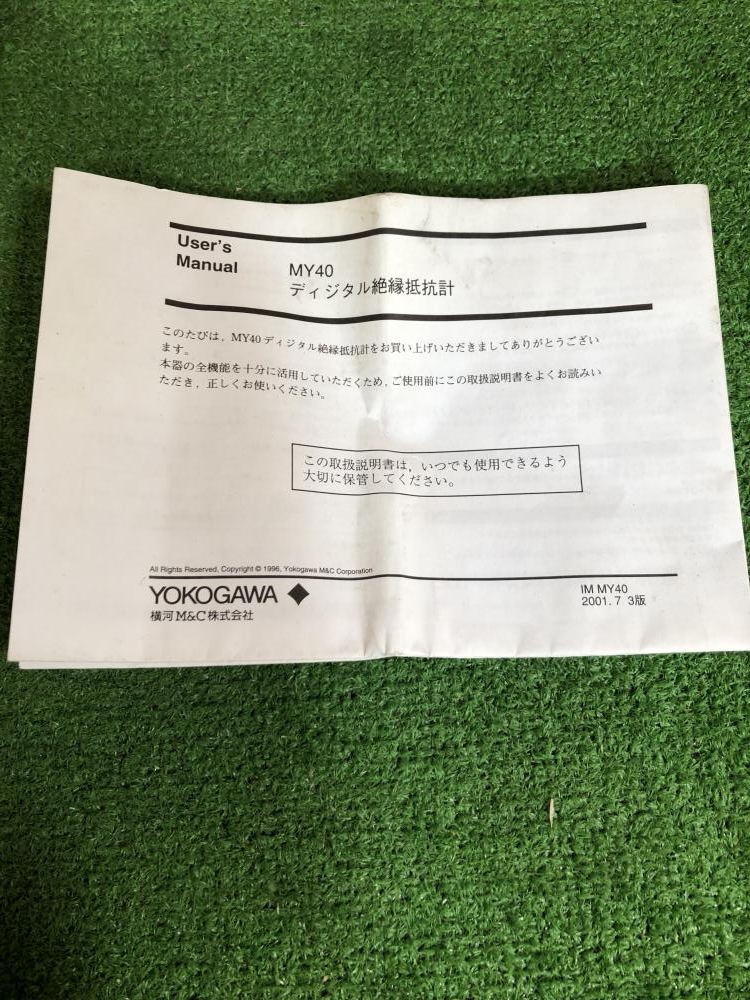 User's
Manual
MY40
ディジタル絶縁抵抗計
このたびは，MY40 ディジタル絶縁抵抗計をお買い上げいただきましてありがとうござい
ます。
本器の全機能を十分に活用していただくため，ご使用前にこの取扱説明書をよくお読みい
ただき，正しくお使いください。
この取扱説明書は，いつでも使用できるよう
大切に保管してください。
All Rights Reserved, Copyright © 1996, Yokogawa M&C Corporation
YOKOGAWA
横河M&C株式会社
IM MY40
2001.7 3版